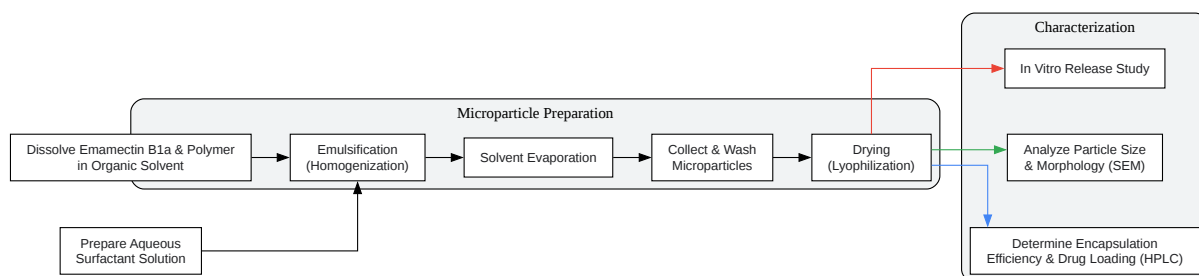 Characterization
In Vitro Release Study
Microparticle Preparation
Dissolve Emamectin B1a & Polymer
in Organic Solvent
Emulsification
(Homogenization)
Solvent Evaporation
Collect & Wash
Microparticles
Drying
(Lyophilization)
Analyze Particle Size
& Morphology (SEM)
Prepare Aqueous
Surfactant Solution
Determine Encapsulation
Efficiency & Drug Loading (HPLC)